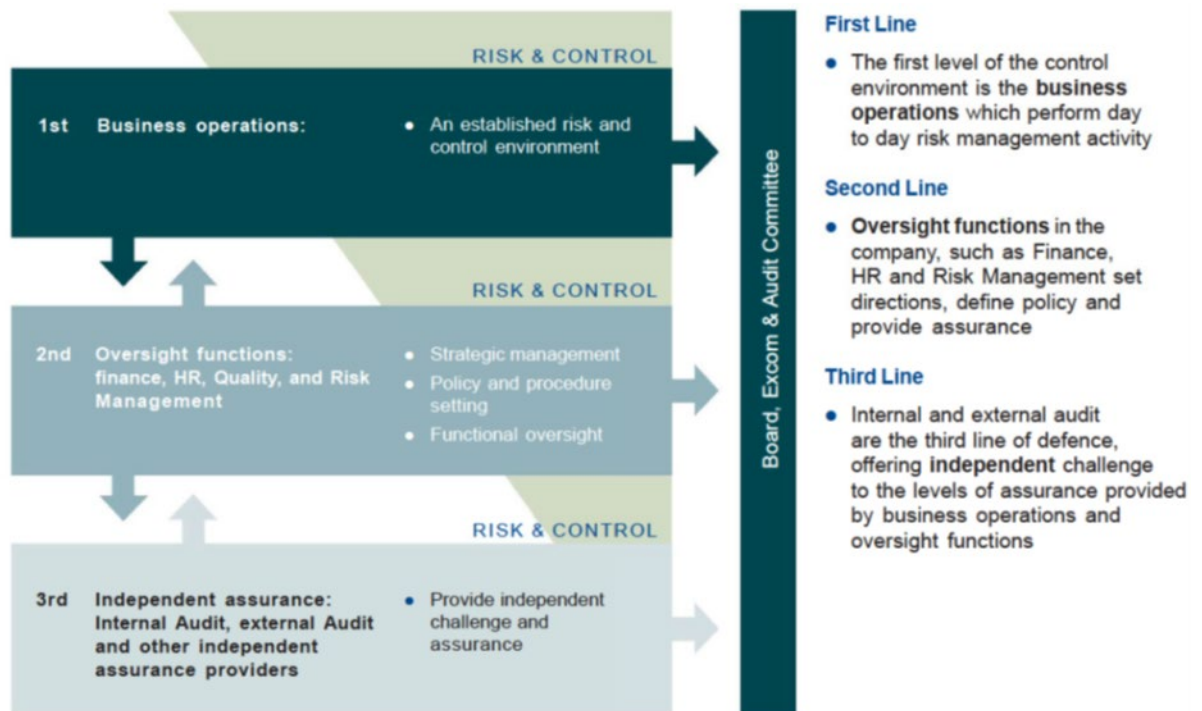 RISK & CONTROL
1st Business operations:
• An established risk and
control environment
RISK & CONTROL
2nd Oversight functions:
finance, HR, Quality, and Risk
Management
• Strategic management
• Policy and procedure
setting
• Functional oversight
RISK & CONTROL
3rd Independent assurance:
Internal Audit, external Audit
and other independent
assurance providers
• Provide independent
challenge and
assurance
Board, Excom & Audit Committee
First Line
• The first level of the control
environment is the business
operations which perform day
to day risk management activity
Second Line
• Oversight functions in the
company, such as Finance,
HR and Risk Management set
directions, define policy and
provide assurance
Third Line
• Internal and external audit
are the third line of defence,
offering independent challenge
to the levels of assurance provided
by business operations and
oversight functions